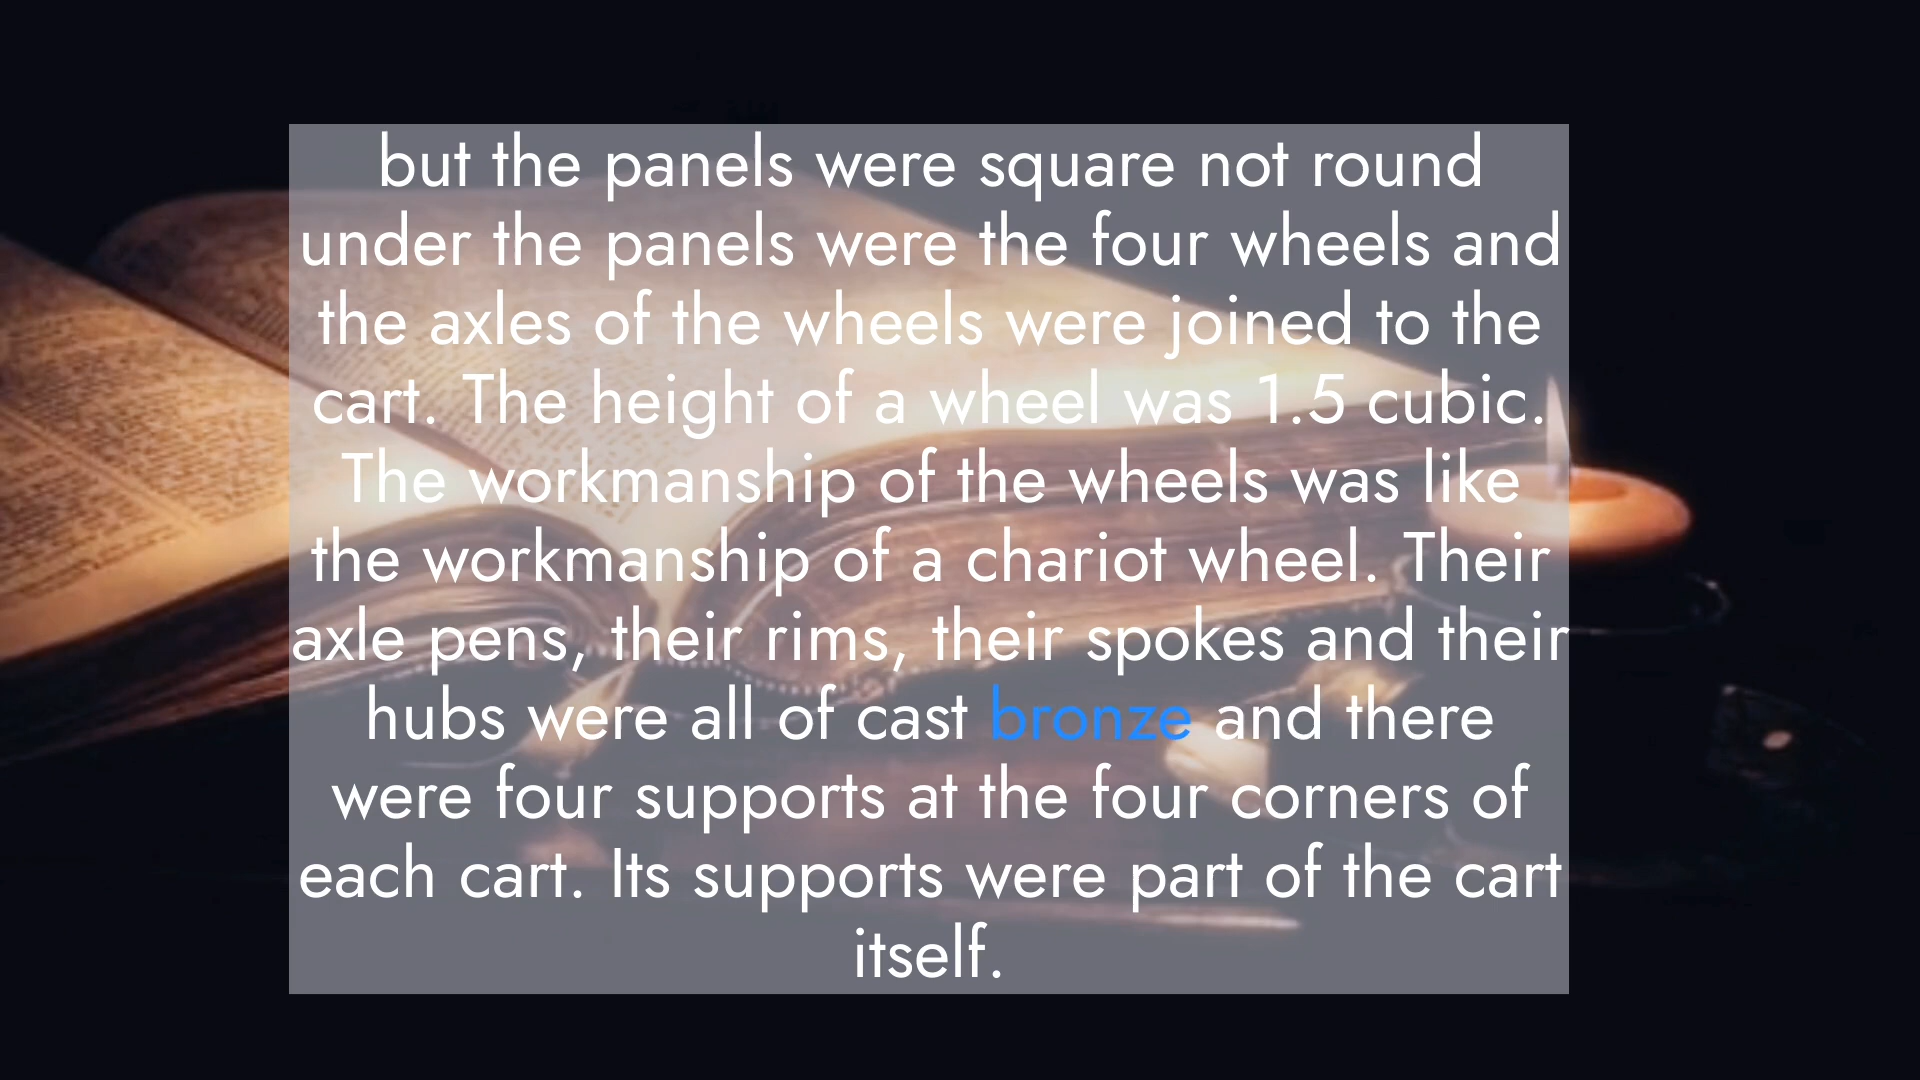 but the panels were square not round
under the panels were the four wheels and
the axles of the wheels were joined to the
cart. The height of a wheel was 1.5 cubic.
The workmanship of the wheels was like
the workmanship of a chariot wheel. Their
axle pens, their rims, their spokes and their
hubs were all of cast bronze and there
were four supports at the four corners of
each cart. Its supports were part of the cart
itself.